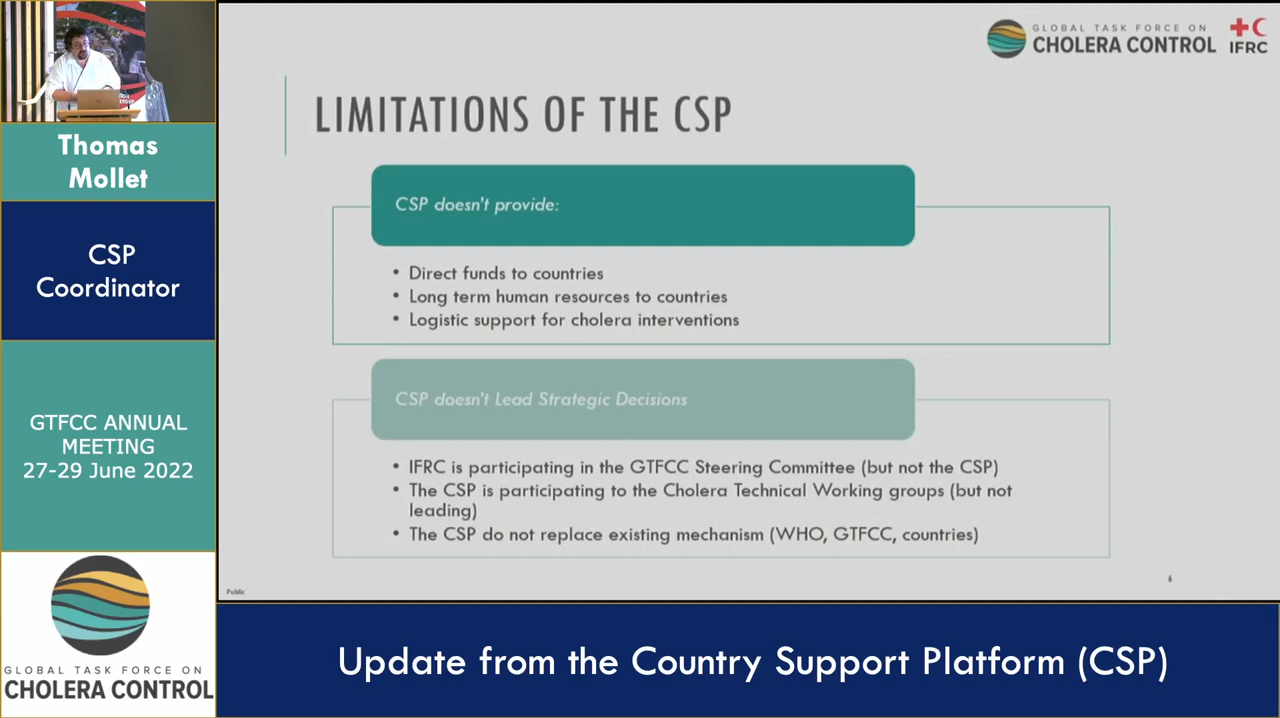 Thomas
Mollet
CSP
Coordinator
GTFCC ANNUAL
MEETING
27-29 June 2022
GLOBAL TASK FORCE ON
CHOLERA CONTROL
GLOBAL TASK FORCE ON
CHOLERA CONTROL
IFRC
LIMITATIONS OF THE CSP
CSP doesn't provide:
• Direct funds to countries
• Long term human resources to countries
• Logistic support for cholera interventions
CSP doesn't Lead Strategic Decisions
• IFRC is participating in the GTFCC Steering Committee (but not the CSP)
• The CSP is participating to the Cholera Technical Working groups (but not
leading)
• The CSP do not replace existing mechanism (WHO, GTFCC, countries)
Public
6
Update from the Country Support Platform (CSP)